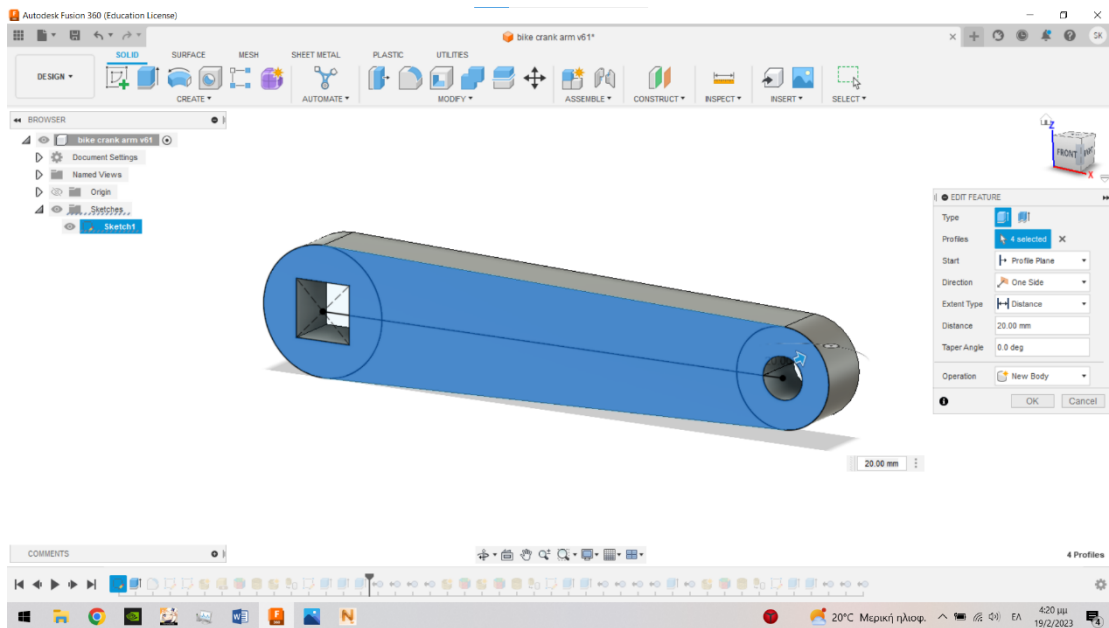 Autodesk Fusion 360 (Education License)
bike crank arm v61*
SK
SOLID SURFACE MESH SHEET METAL PLASTIC UTILITIES
DESIGN
CREATE AUTOMATE MODIFY ASSEMBLE CONSTRUCT INSPECT INSERT SELECT
BROWSER
bike crank arm v61
Document Settings
Named Views
Origin
Sketches
Sketch1
Z
FRONT
X
EDIT FEATURE
Type
Profiles 4 selected
Start Profile Plane
Direction One Side
Extent Type Distance
Distance 20.00 mm
Taper Angle 0.0 deg
Operation New Body
OK Cancel
20.00 mm
COMMENTS
4 Profiles
20°C Μερική ηλιοφ. ΕΛ 4:20 μμ
19/2/2023